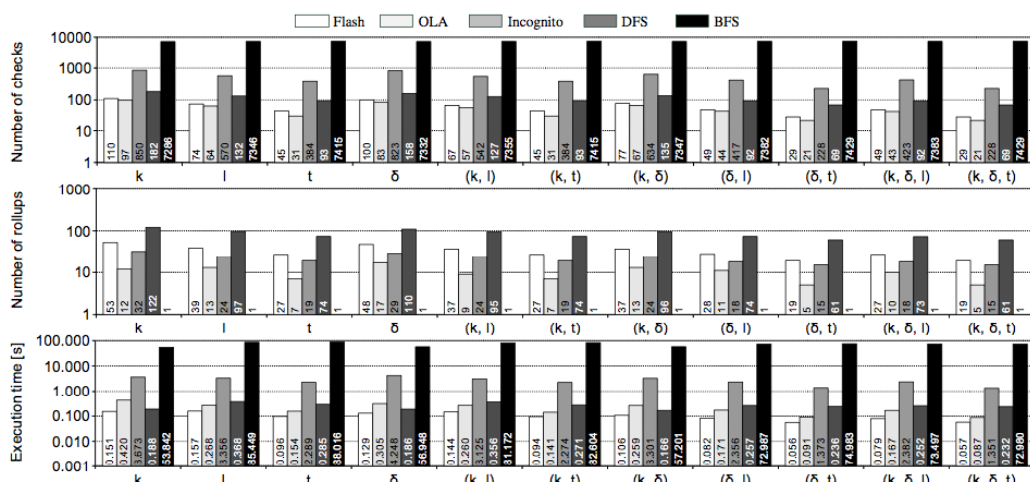 Flash OLA Incognito DFS BFS
Number of checks
10000
1000
100
10
1
110 97 850 182 7286 74 64 570 132 7346 45 31 384 93 7415 100 83 823 158 7332 67 57 542 127 7355 45 31 384 93 7415 77 67 634 135 7347 49 44 417 92 7382 29 21 228 69 7429 49 43 423 92 7383 29 21 228 69 7429
k l t δ (k, l) (k, t) (k, δ) (δ, l) (δ, t) (k, δ, l) (k, δ, t)
Number of rollups
1000
100
10
1
53 12 32 122 1 39 13 24 97 1 27 7 19 74 1 48 17 29 110 1 37 9 24 95 1 27 7 19 74 1 37 13 24 96 1 28 11 18 74 1 19 5 15 61 1 27 10 18 73 1 19 5 15 61 1
k l t δ (k, l) (k, t) (k, δ) (δ, l) (δ, t) (k, δ, l) (k, δ, t)
Execution time [s]
100.000
10.000
1.000
0.100
0.010
0.001
0.151 0.420 3.673 0.188 53.842 0.157 0.268 3.356 0.368 85.449 0.096 0.154 2.289 0.285 88.016 0.129 0.305 4.248 0.186 56.948 0.144 0.260 3.125 0.356 81.172 0.094 0.141 2.274 0.271 82.604 0.106 0.259 3.301 0.166 57.201 0.082 0.171 2.356 0.257 72.987 0.056 0.091 1.373 0.236 74.983 0.079 0.167 2.382 0.252 73.497 0.057 0.087 1.351 0.232 72.980
k l t δ (k, l) (k, t) (k, δ) (δ, l) (δ, t) (k, δ, l) (k, δ, t)